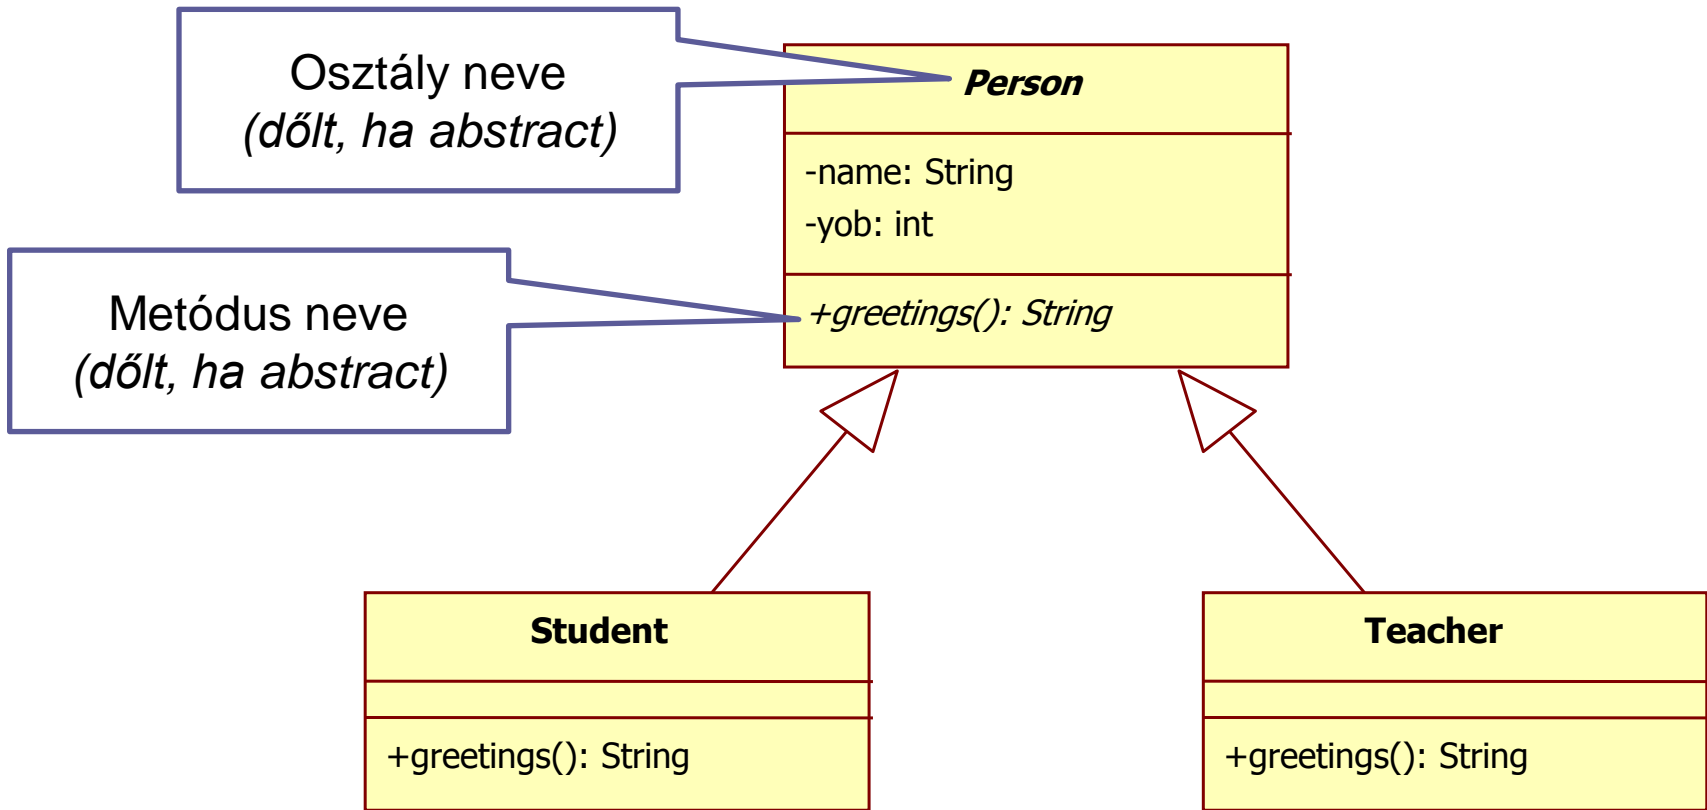 Osztály neve
(dőlt, ha abstract)
Person
-name: String
-yob: int
Metódus neve
(dőlt, ha abstract)
+greetings(): String
Student
+greetings(): String
Teacher
+greetings(): String